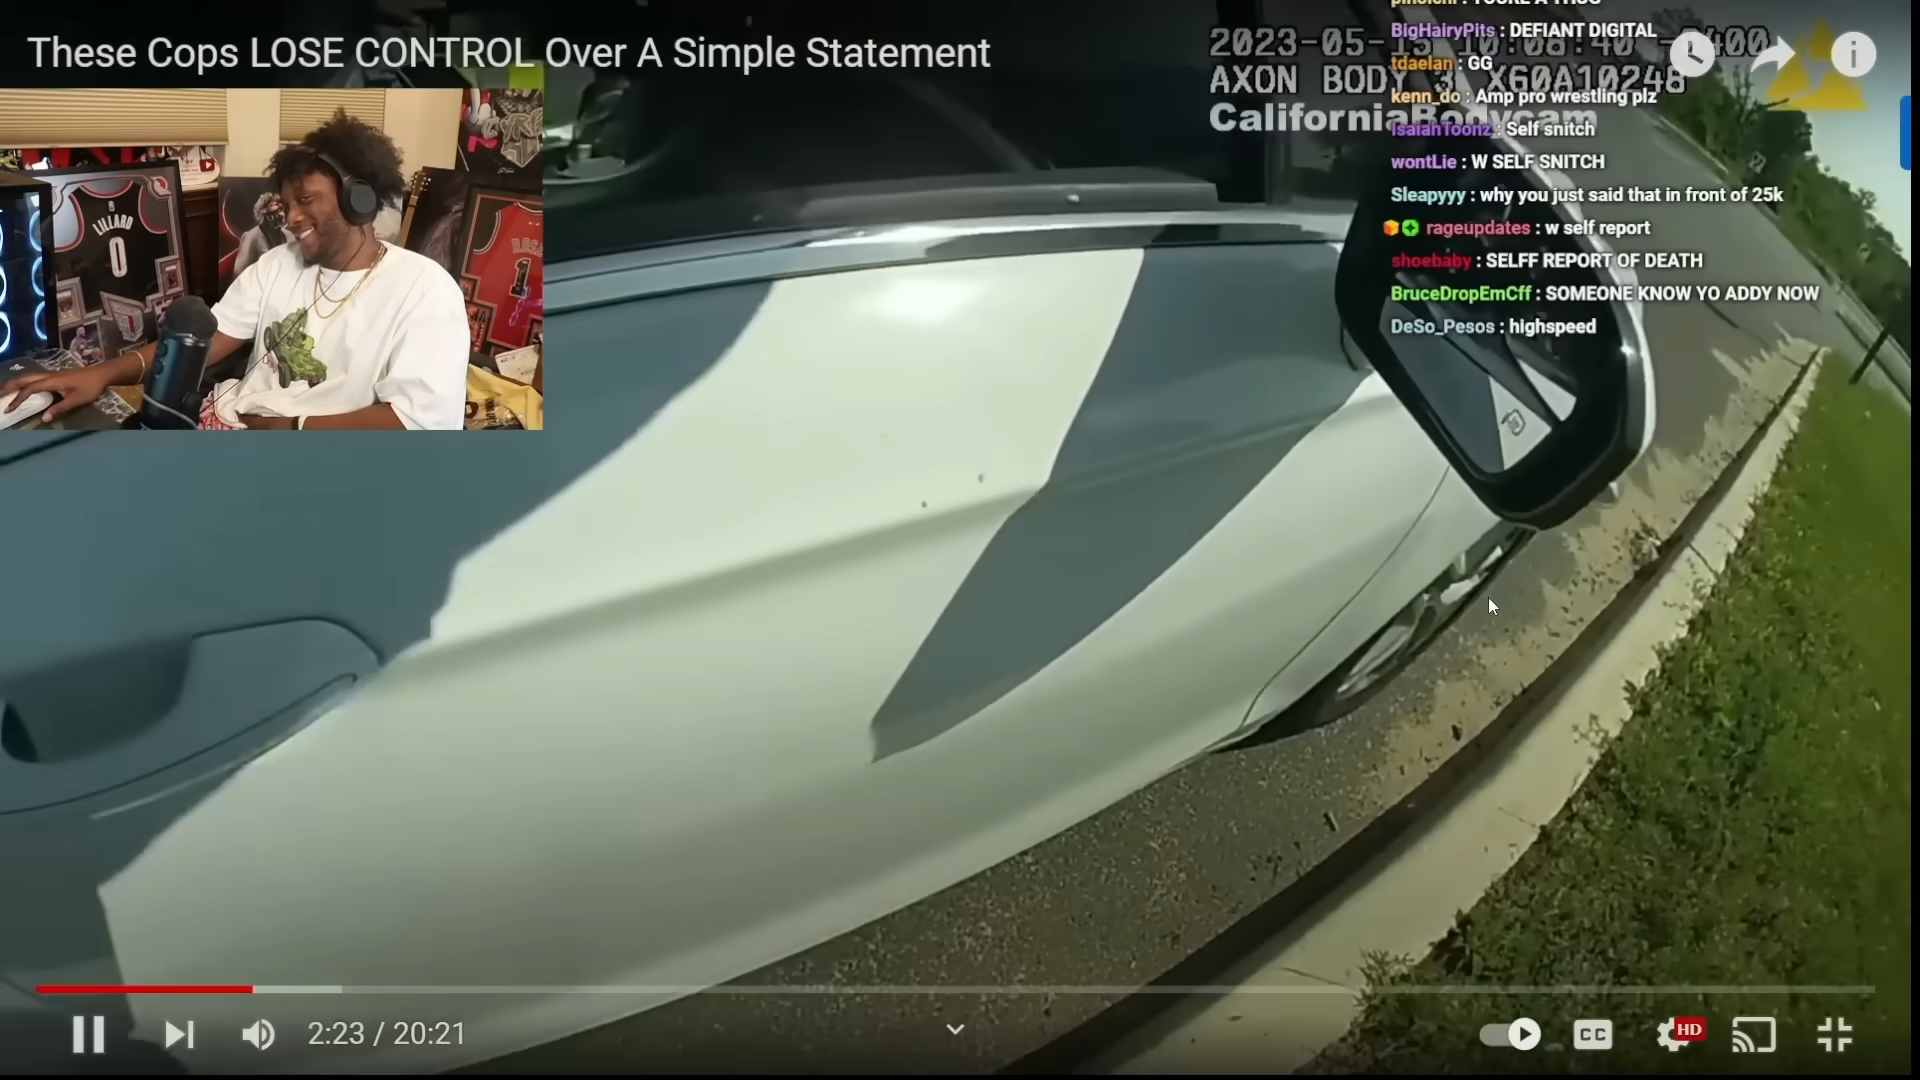 These Cops LOSE CONTROL Over A Simple Statement
BigHairyPits : DEFIANT DIGITAL
tdaelan : GG
kenn_do : Amp pro wrestling plz
IsaiahToonz : Self snitch
wontLie : W SELF SNITCH
Sleapyyy : why you just said that in front of 25k
rageupdates : w self report
shoebaby : SELFF REPORT OF DEATH
BruceDropEmCff : SOMEONE KNOW YO ADDY NOW
DeSo_Pesos : highspeed
AXON BODY 3 X60A10248
CaliforniaBodycam
LILLARD
0
1
2:23 / 20:21
CC
HD